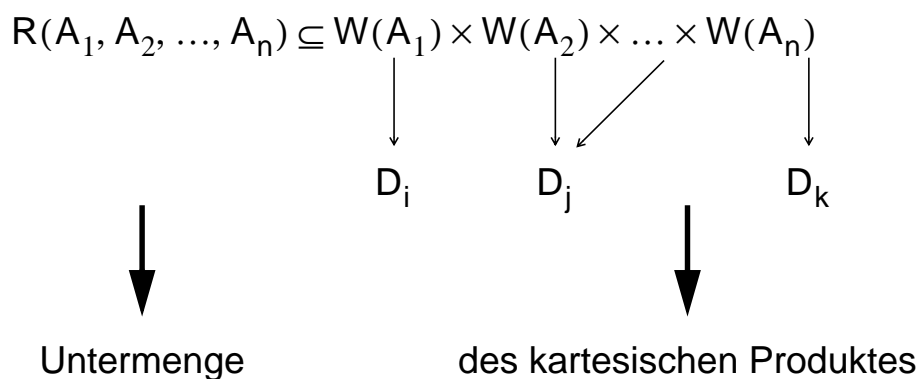 R(A₁, A₂, …, Aₙ) ⊆ W(A₁) × W(A₂) × … × W(Aₙ)
Dᵢ Dⱼ Dₖ
Untermenge des kartesischen Produktes